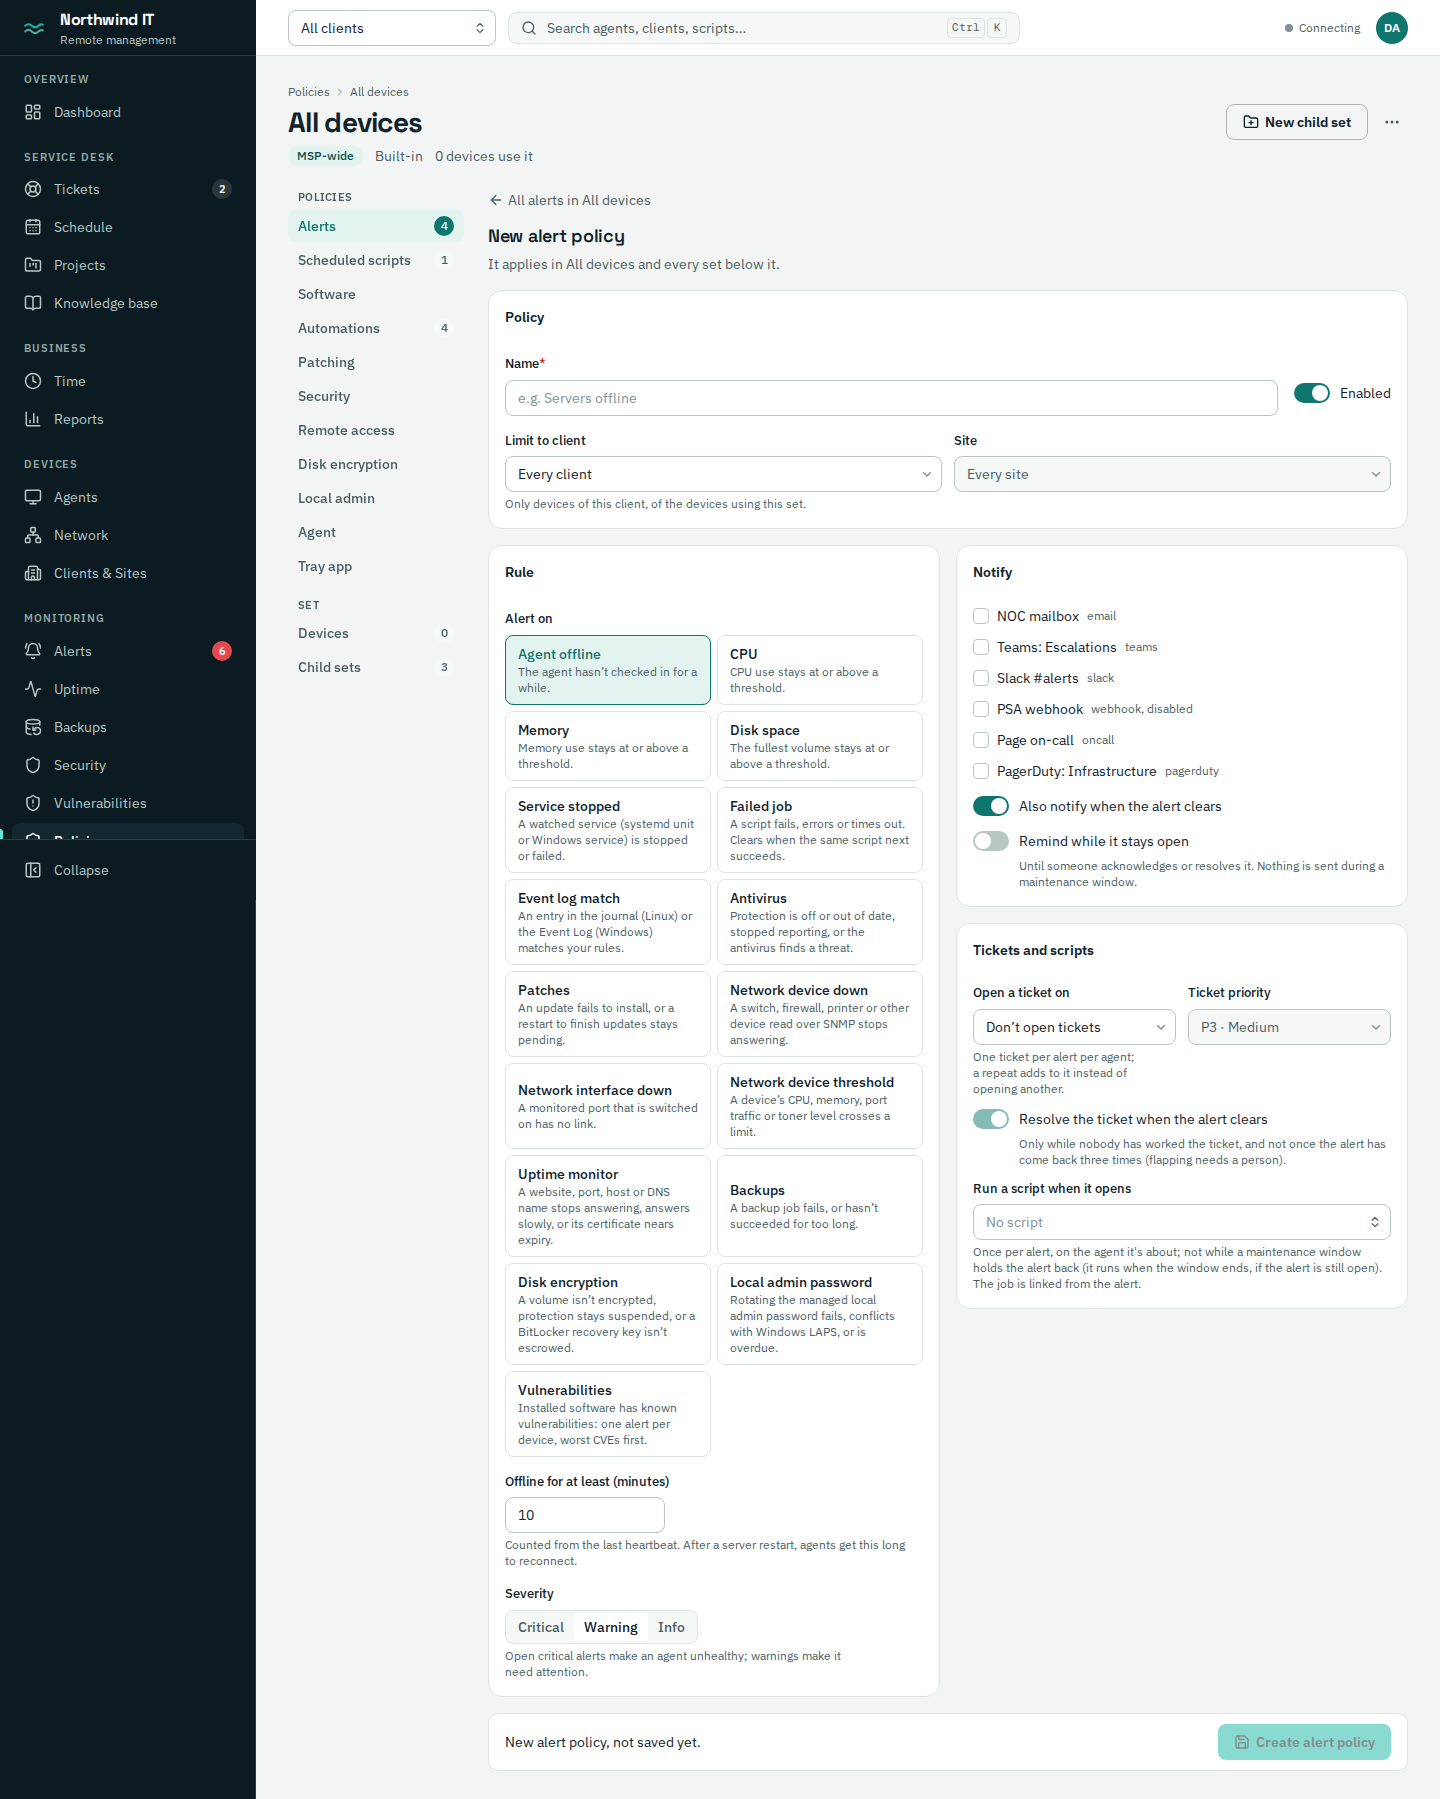 Northwind IT
Remote management
OVERVIEW
Dashboard
SERVICE DESK
Tickets
2
Schedule
Projects
Knowledge base
BUSINESS
Time
Reports
DEVICES
Agents
Network
Clients & Sites
MONITORING
Alerts
6
Uptime
Backups
Security
Vulnerabilities
Collapse
All clients
Search agents, clients, scripts...
Ctrl K
Connecting
DA
Policies
All devices
All devices
MSP-wide
Built-in
0 devices use it
New child set
POLICIES
Alerts
4
Scheduled scripts
1
Software
Automations
4
Patching
Security
Remote access
Disk encryption
Local admin
Agent
Tray app
SET
Devices
0
Child sets
3
All alerts in All devices
New alert policy
It applies in All devices and every set below it.
Policy
Name*
e.g. Servers offline
Enabled
Limit to client
Every client
Only devices of this client, of the devices using this set.
Site
Every site
Rule
Alert on
Agent offline
The agent hasn't checked in for a
while.
CPU
CPU use stays at or above a
threshold.
Memory
Memory use stays at or above a
threshold.
Disk space
The fullest volume stays at or
above a threshold.
Service stopped
A watched service (systemd unit
or Windows service) is stopped
or failed.
Failed job
A script fails, errors or times out.
Clears when the same script next
succeeds.
Event log match
An entry in the journal (Linux) or
the Event Log (Windows)
matches your rules.
Antivirus
Protection is off or out of date,
stopped reporting, or the
antivirus finds a threat.
Patches
An update fails to install, or a
restart to finish updates stays
pending.
Network device down
A switch, firewall, printer or other
device read over SNMP stops
answering.
Network interface down
A monitored port that is switched
on has no link.
Network device threshold
A device's CPU, memory, port
traffic or toner level crosses a
limit.
Uptime monitor
A website, port, host or DNS
name stops answering, answers
slowly, or its certificate nears
expiry.
Backups
A backup job fails, or hasn't
succeeded for too long.
Disk encryption
A volume isn't encrypted,
protection stays suspended, or a
BitLocker recovery key isn't
escrowed.
Local admin password
Rotating the managed local
admin password fails, conflicts
with Windows LAPS, or is
overdue.
Vulnerabilities
Installed software has known
vulnerabilities: one alert per
device, worst CVEs first.
Offline for at least (minutes)
10
Counted from the last heartbeat. After a server restart, agents get this long
to reconnect.
Severity
Critical
Warning
Info
Open critical alerts make an agent unhealthy; warnings make it
need attention.
Notify
NOC mailbox email
Teams: Escalations teams
Slack #alerts slack
PSA webhook webhook, disabled
Page on-call oncall
PagerDuty: Infrastructure pagerduty
Also notify when the alert clears
Remind while it stays open
Until someone acknowledges or resolves it. Nothing is sent during a
maintenance window.
Tickets and scripts
Open a ticket on
Don't open tickets
One ticket per alert per agent;
a repeat adds to it instead of
opening another.
Ticket priority
P3 · Medium
Resolve the ticket when the alert clears
Only while nobody has worked the ticket, and not once the alert has
come back three times (flapping needs a person).
Run a script when it opens
No script
Once per alert, on the agent it's about; not while a maintenance window
holds the alert back (it runs when the window ends, if the alert is still open).
The job is linked from the alert.
New alert policy, not saved yet.
Create alert policy